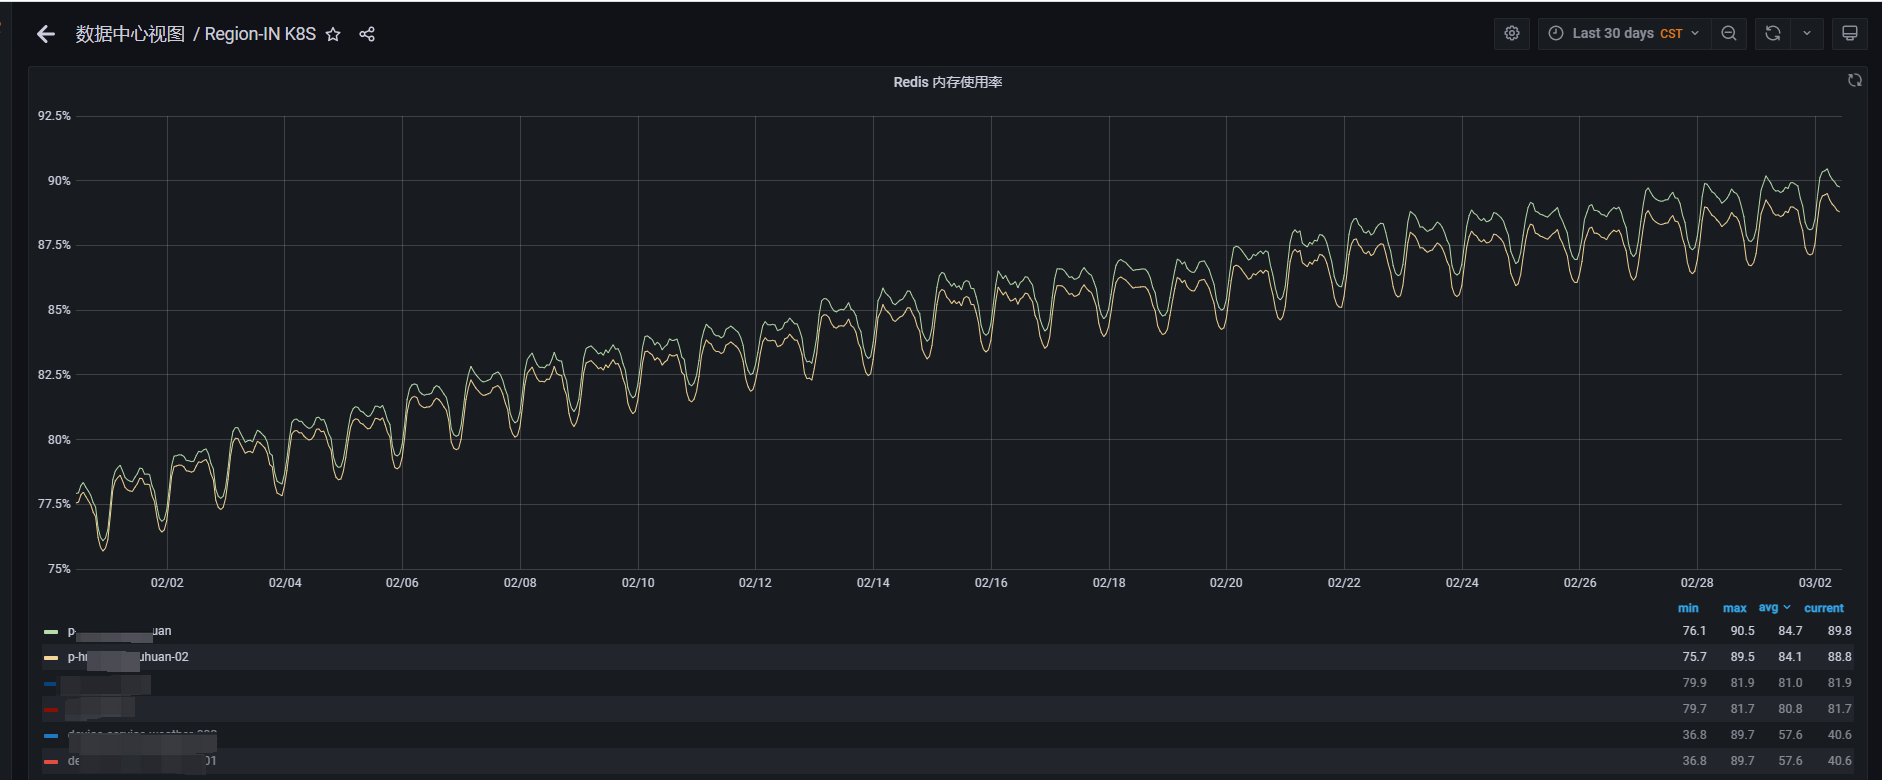 数据中心视图 / Region-IN K8S
Last 30 days CST
Redis 内存使用率
92.5%
90%
87.5%
85%
82.5%
80%
77.5%
75%
02/02 02/04 02/06 02/08 02/10 02/12 02/14 02/16 02/18 02/20 02/22 02/24 02/26 02/28 03/02
min max avg current
p- uan 76.1 90.5 84.7 89.8
p-h uhuan-02 75.7 89.5 84.1 88.8
79.9 81.9 81.0 81.9
79.7 81.7 80.8 81.7
36.8 89.7 57.6 40.6
de 01 36.8 89.7 57.6 40.6